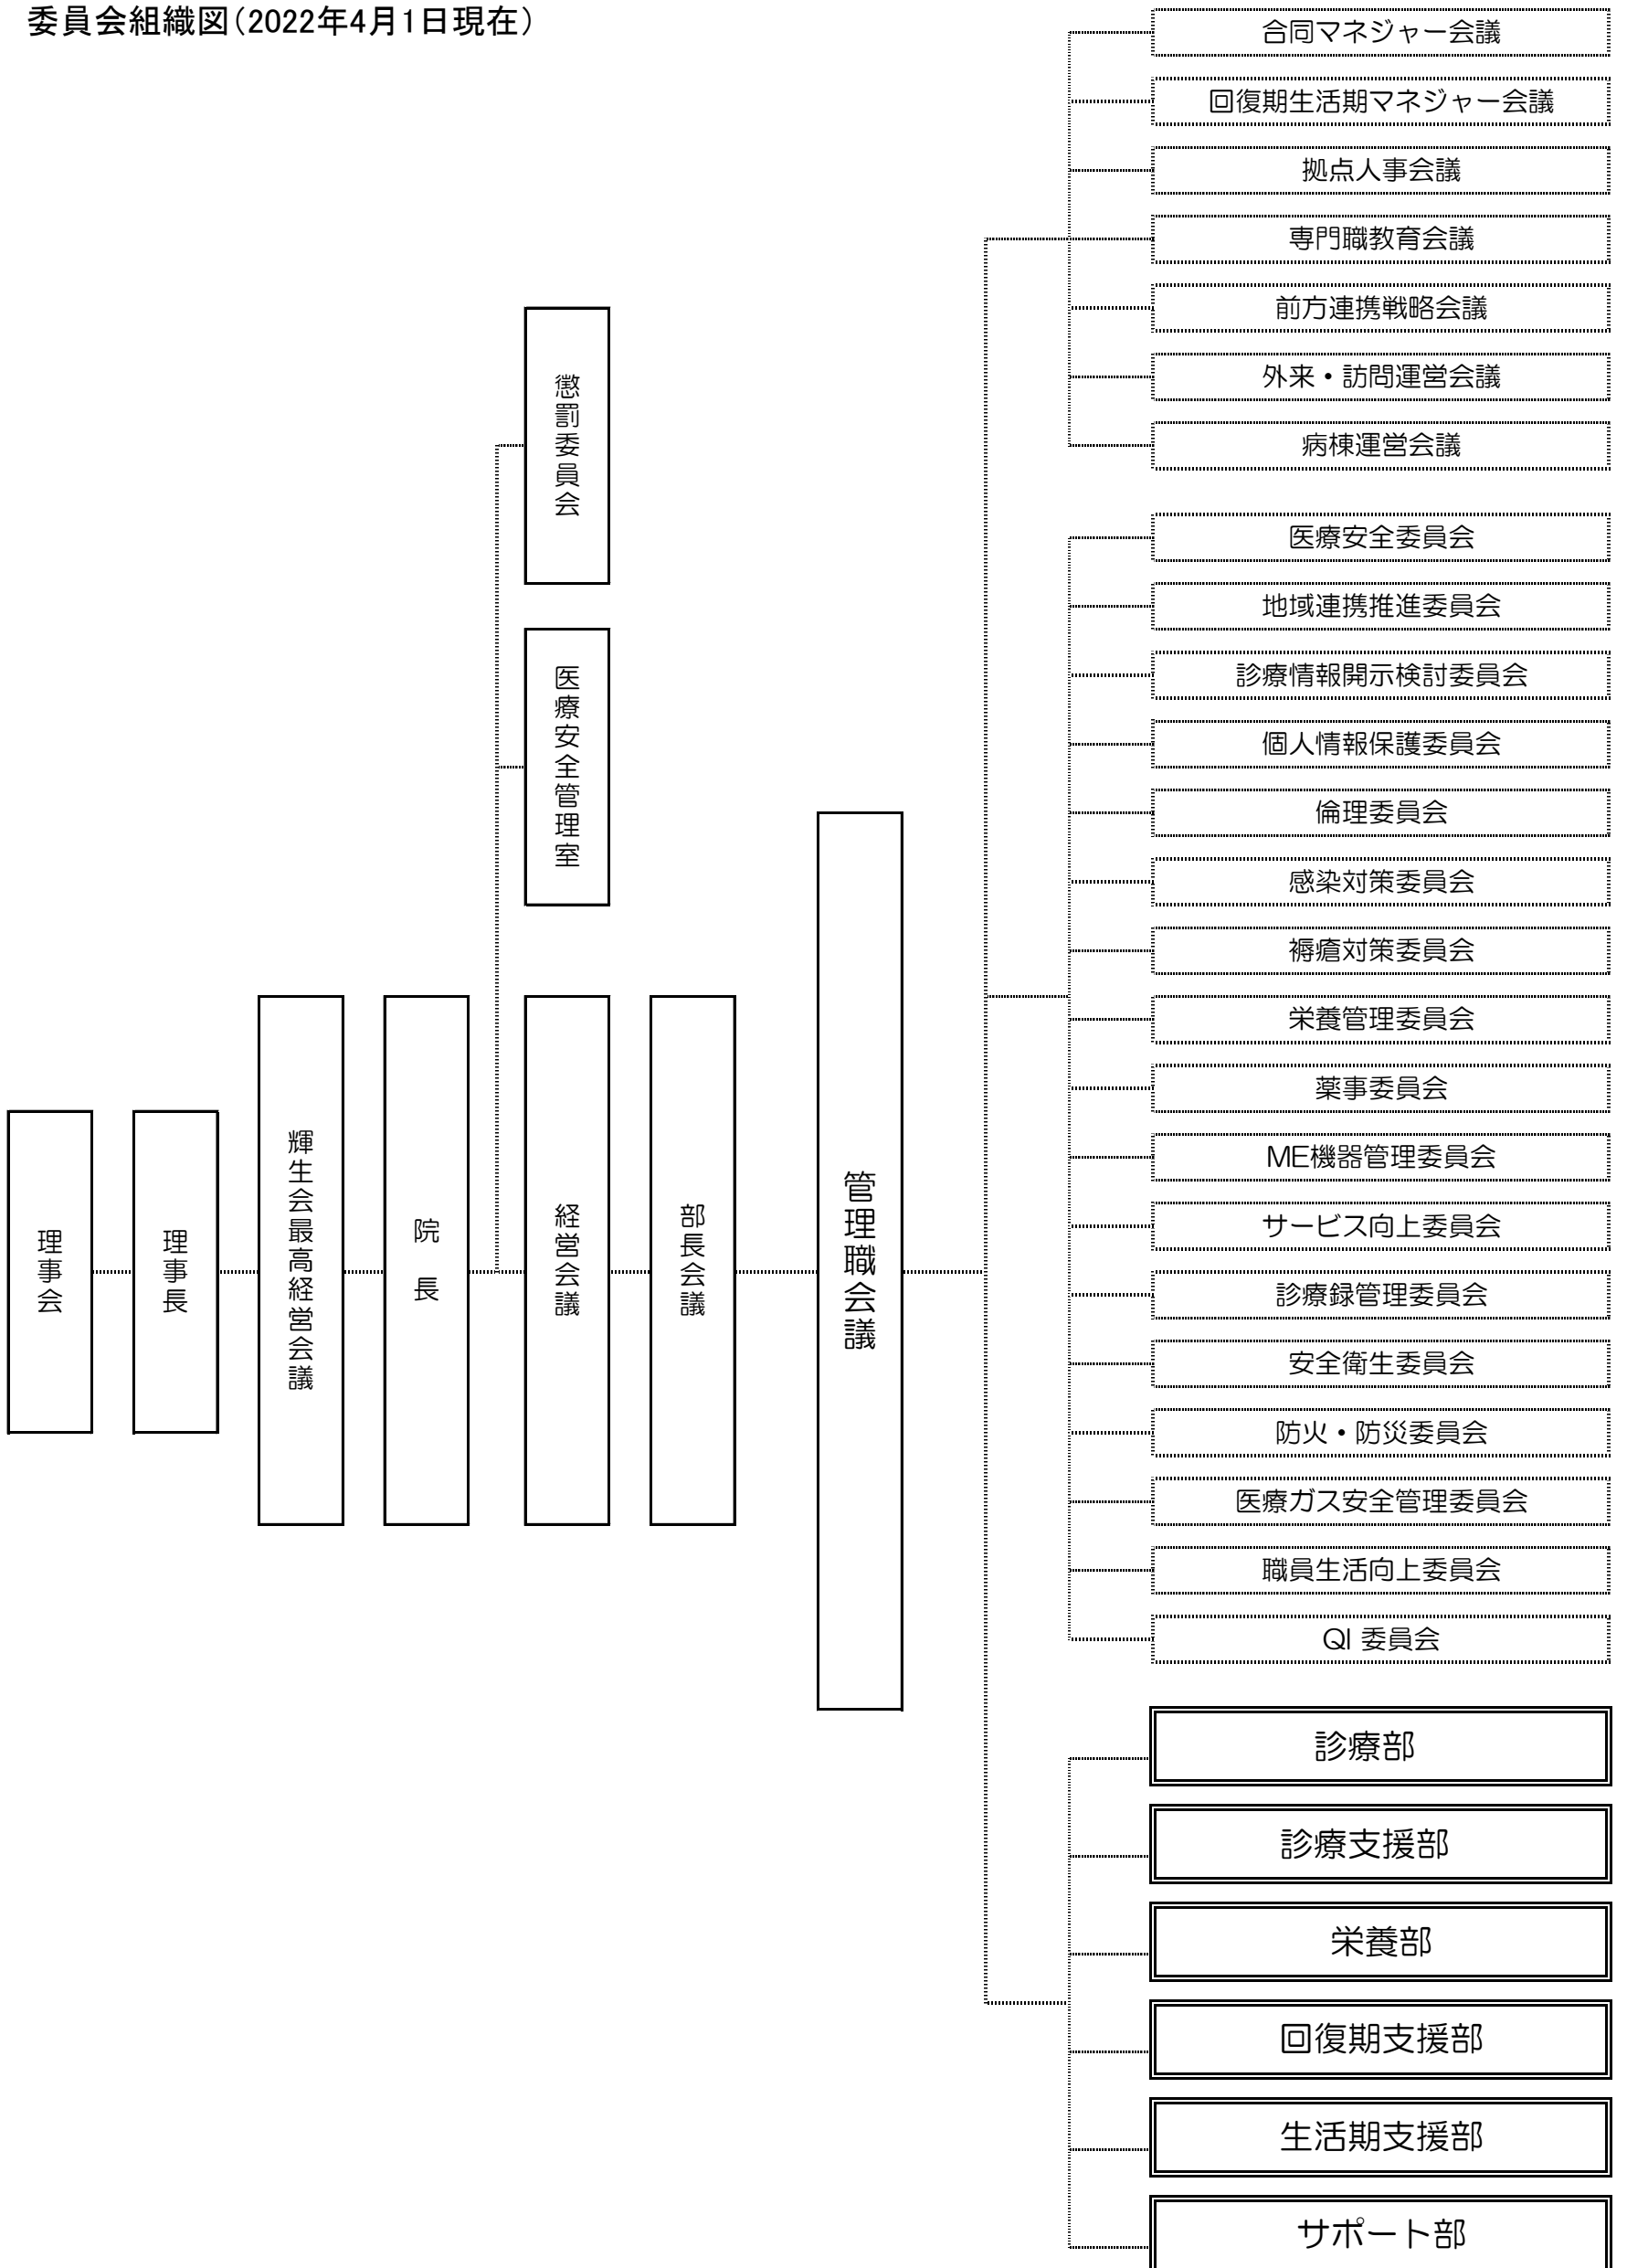 委員会組織図（2022年4月1日現在）
理事会
理事長
輝生会最高経営会議
院長
懲罰委員会
医療安全管理室
経営会議
部長会議
管理職会議
合同マネジャー会議
回復期生活期マネジャー会議
拠点人事会議
専門職教育会議
前方連携戦略会議
外来・訪問運営会議
病棟運営会議
医療安全委員会
地域連携推進委員会
診療情報開示検討委員会
個人情報保護委員会
倫理委員会
感染対策委員会
褥瘡対策委員会
栄養管理委員会
薬事委員会
ME機器管理委員会
サービス向上委員会
診療録管理委員会
安全衛生委員会
防火・防災委員会
医療ガス安全管理委員会
職員生活向上委員会
QI 委員会
診療部
診療支援部
栄養部
回復期支援部
生活期支援部
サポート部